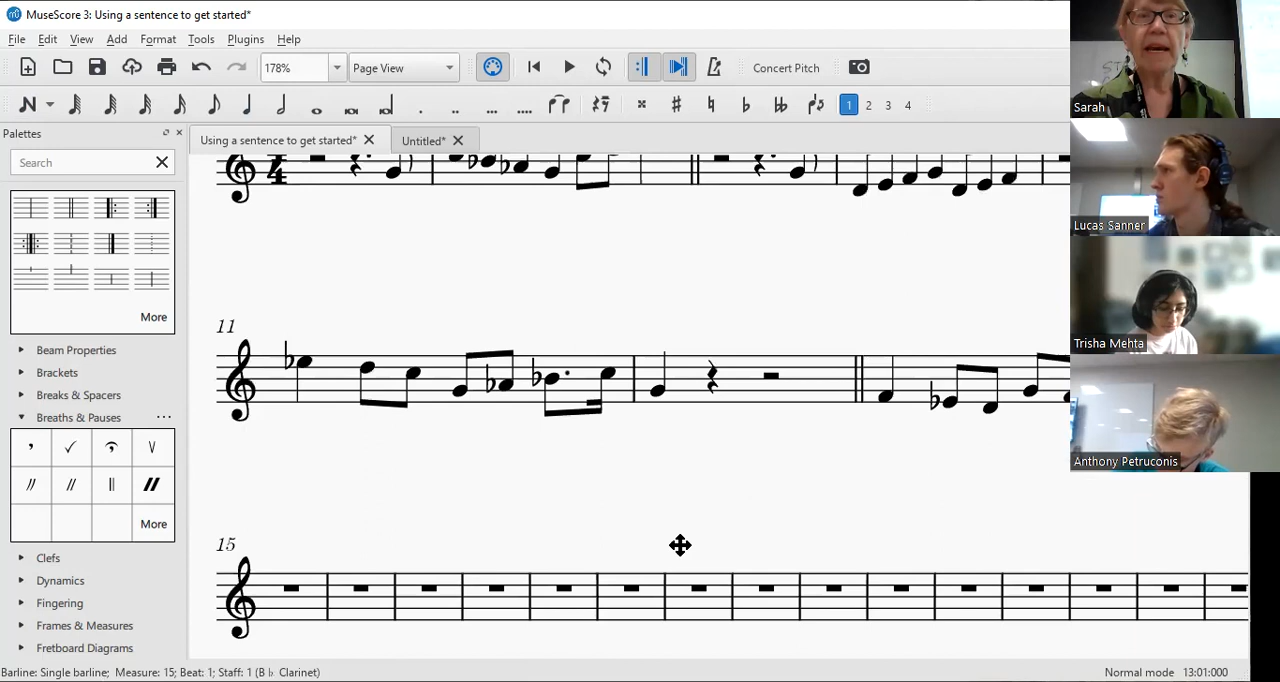 MuseScore 3: Using a sentence to get started*
File Edit View Add Format Tools Plugins Help
178% Page View Concert Pitch
1 2 3 4
Palettes
Using a sentence to get started* Untitled*
Search
More
Beam Properties
Brackets
Breaks & Spacers
Breaths & Pauses ...
More
Clefs
Dynamics
Fingering
Frames & Measures
Fretboard Diagrams
4
11
15
Sarah
Lucas Sanner
Trisha Mehta
Anthony Petruconis
Barline: Single barline; Measure: 15; Beat: 1; Staff: 1 (B♭ Clarinet) Normal mode 13:01:000